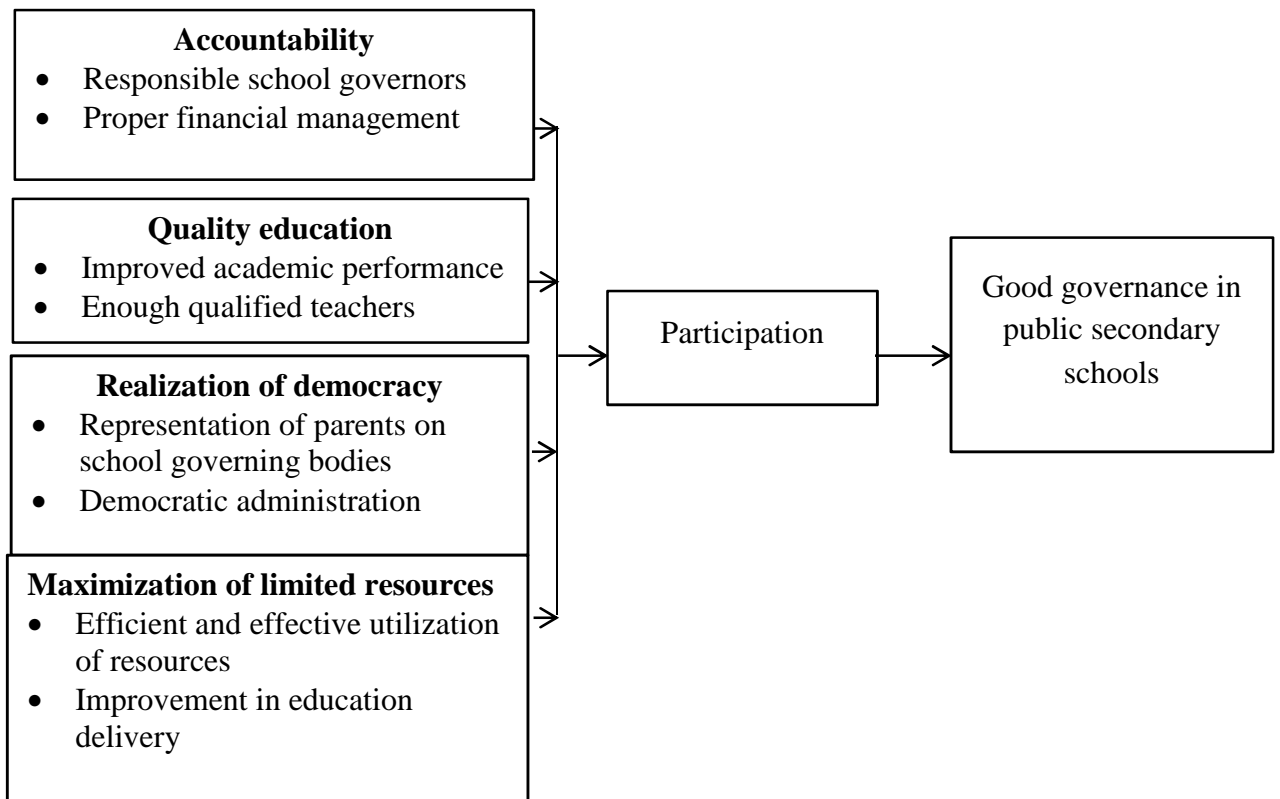 Accountability
• Responsible school governors
• Proper financial management
Quality education
• Improved academic performance
• Enough qualified teachers
Realization of democracy
• Representation of parents on
school governing bodies
• Democratic administration
Maximization of limited resources
• Efficient and effective utilization
of resources
• Improvement in education
delivery
Participation
Good governance in
public secondary
schools